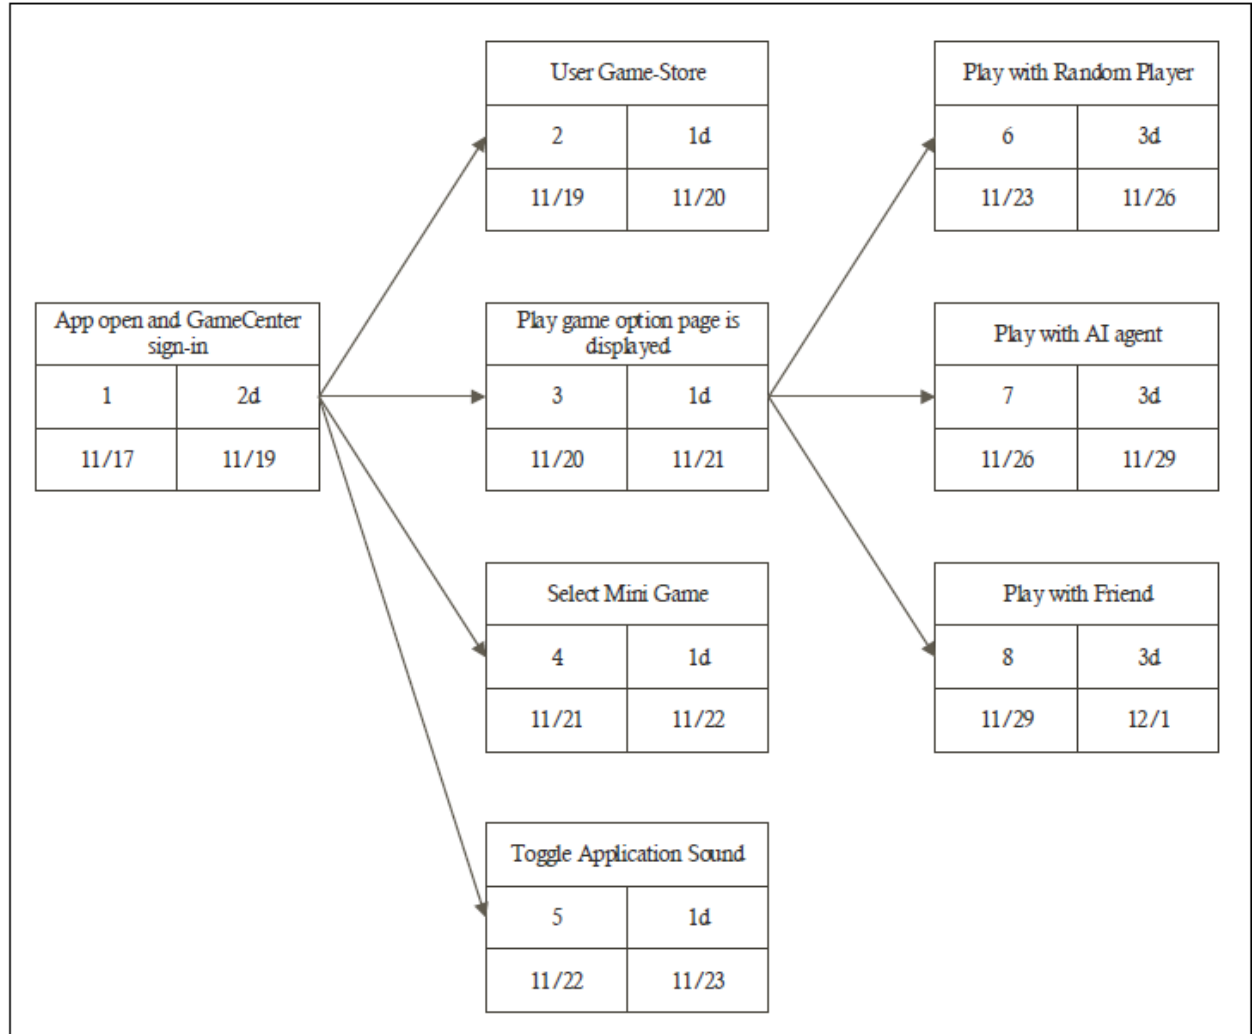 App open and GameCenter
sign-in
1 2d
11/17 11/19
User Game-Store
2 1d
11/19 11/20
Play game option page is
displayed
3 1d
11/20 11/21
Select Mini Game
4 1d
11/21 11/22
Toggle Application Sound
5 1d
11/22 11/23
Play with Random Player
6 3d
11/23 11/26
Play with AI agent
7 3d
11/26 11/29
Play with Friend
8 3d
11/29 12/1